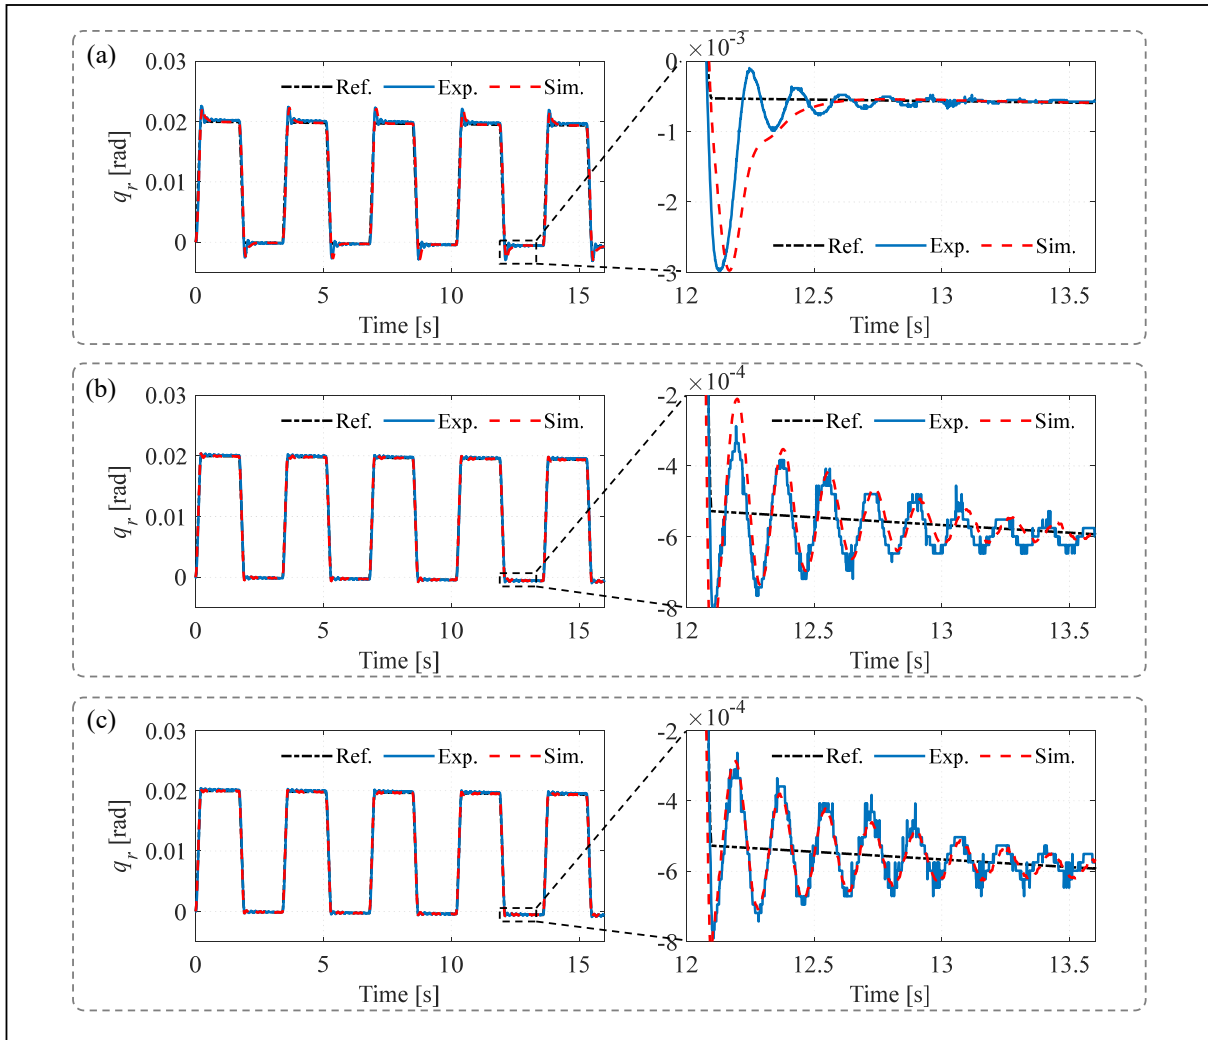 (a)
0.03
0.02
0.01
0
q_r [rad]
Ref. Exp. Sim.
0 5 10 15
Time [s]
×10^-3
0
-1
-2
-3
Ref. Exp. Sim.
12 12.5 13 13.5
Time [s]
(b)
0.03
0.02
0.01
0
q_r [rad]
Ref. Exp. Sim.
0 5 10 15
Time [s]
×10^-4
-2
-4
-6
-8
Ref. Exp. Sim.
12 12.5 13 13.5
Time [s]
(c)
0.03
0.02
0.01
0
q_r [rad]
Ref. Exp. Sim.
0 5 10 15
Time [s]
×10^-4
-2
-4
-6
-8
Ref. Exp. Sim.
12 12.5 13 13.5
Time [s]